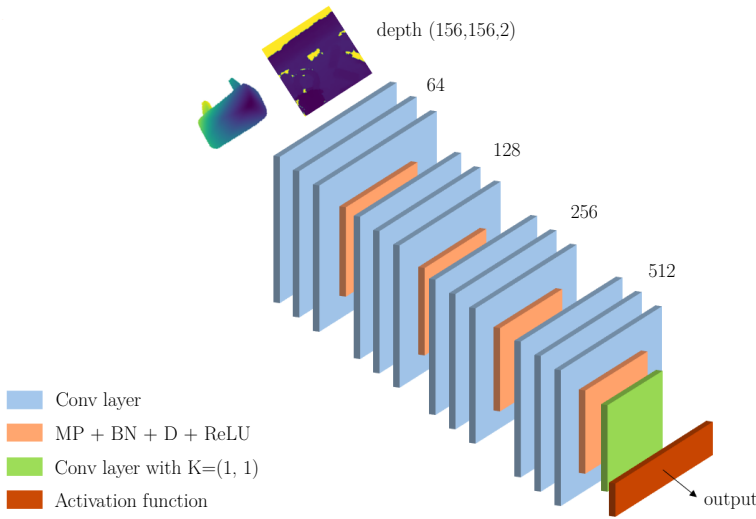 depth (156,156,2)
64
128
256
512
Conv layer
MP + BN + D + ReLU
Conv layer with K=(1, 1)
Activation function
output